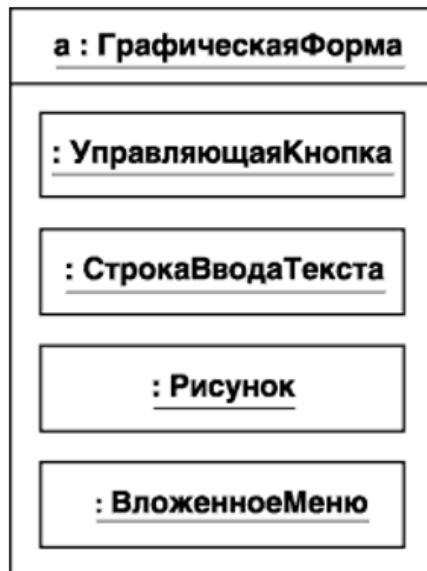 а : ГрафическаяФорма
: УправляющаяКнопка
: СтрокаВводаТекста
: Рисунок
: ВложенноеМеню